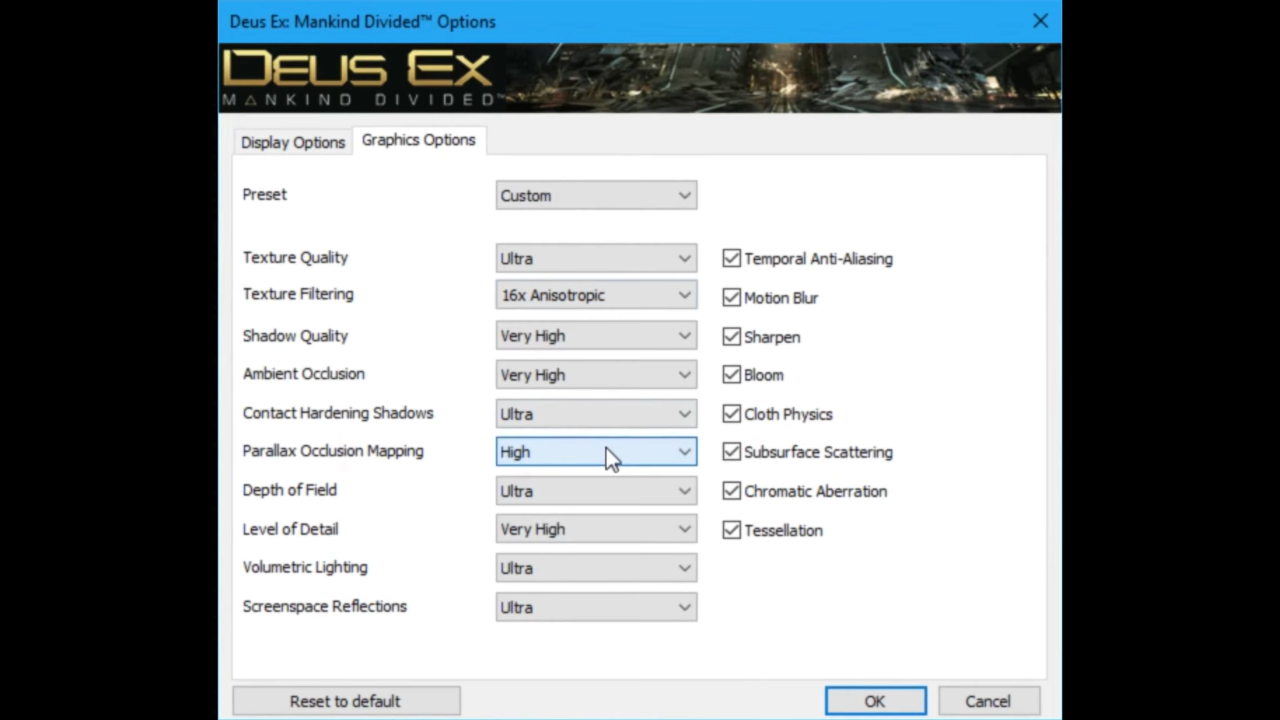 Deus Ex: Mankind Divided™ Options
DEUS EX
MANKIND DIVIDED™
Display Options
Graphics Options
Preset
Custom
Texture Quality
Ultra
Temporal Anti-Aliasing
Texture Filtering
16x Anisotropic
Motion Blur
Shadow Quality
Very High
Sharpen
Ambient Occlusion
Very High
Bloom
Contact Hardening Shadows
Ultra
Cloth Physics
Parallax Occlusion Mapping
High
Subsurface Scattering
Depth of Field
Ultra
Chromatic Aberration
Level of Detail
Very High
Tessellation
Volumetric Lighting
Ultra
Screenspace Reflections
Ultra
Reset to default
OK
Cancel